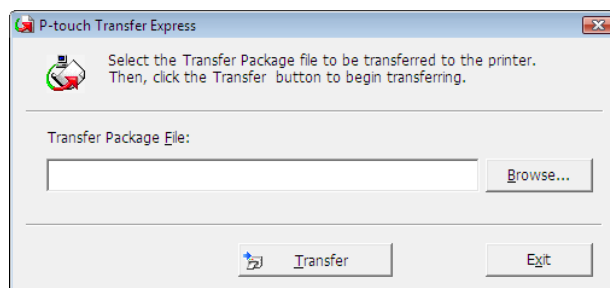 P-touch Transfer Express
Select the Transfer Package file to be transferred to the printer.
Then, click the Transfer button to begin transferring.
Transfer Package File:
Browse...
Transfer
Exit